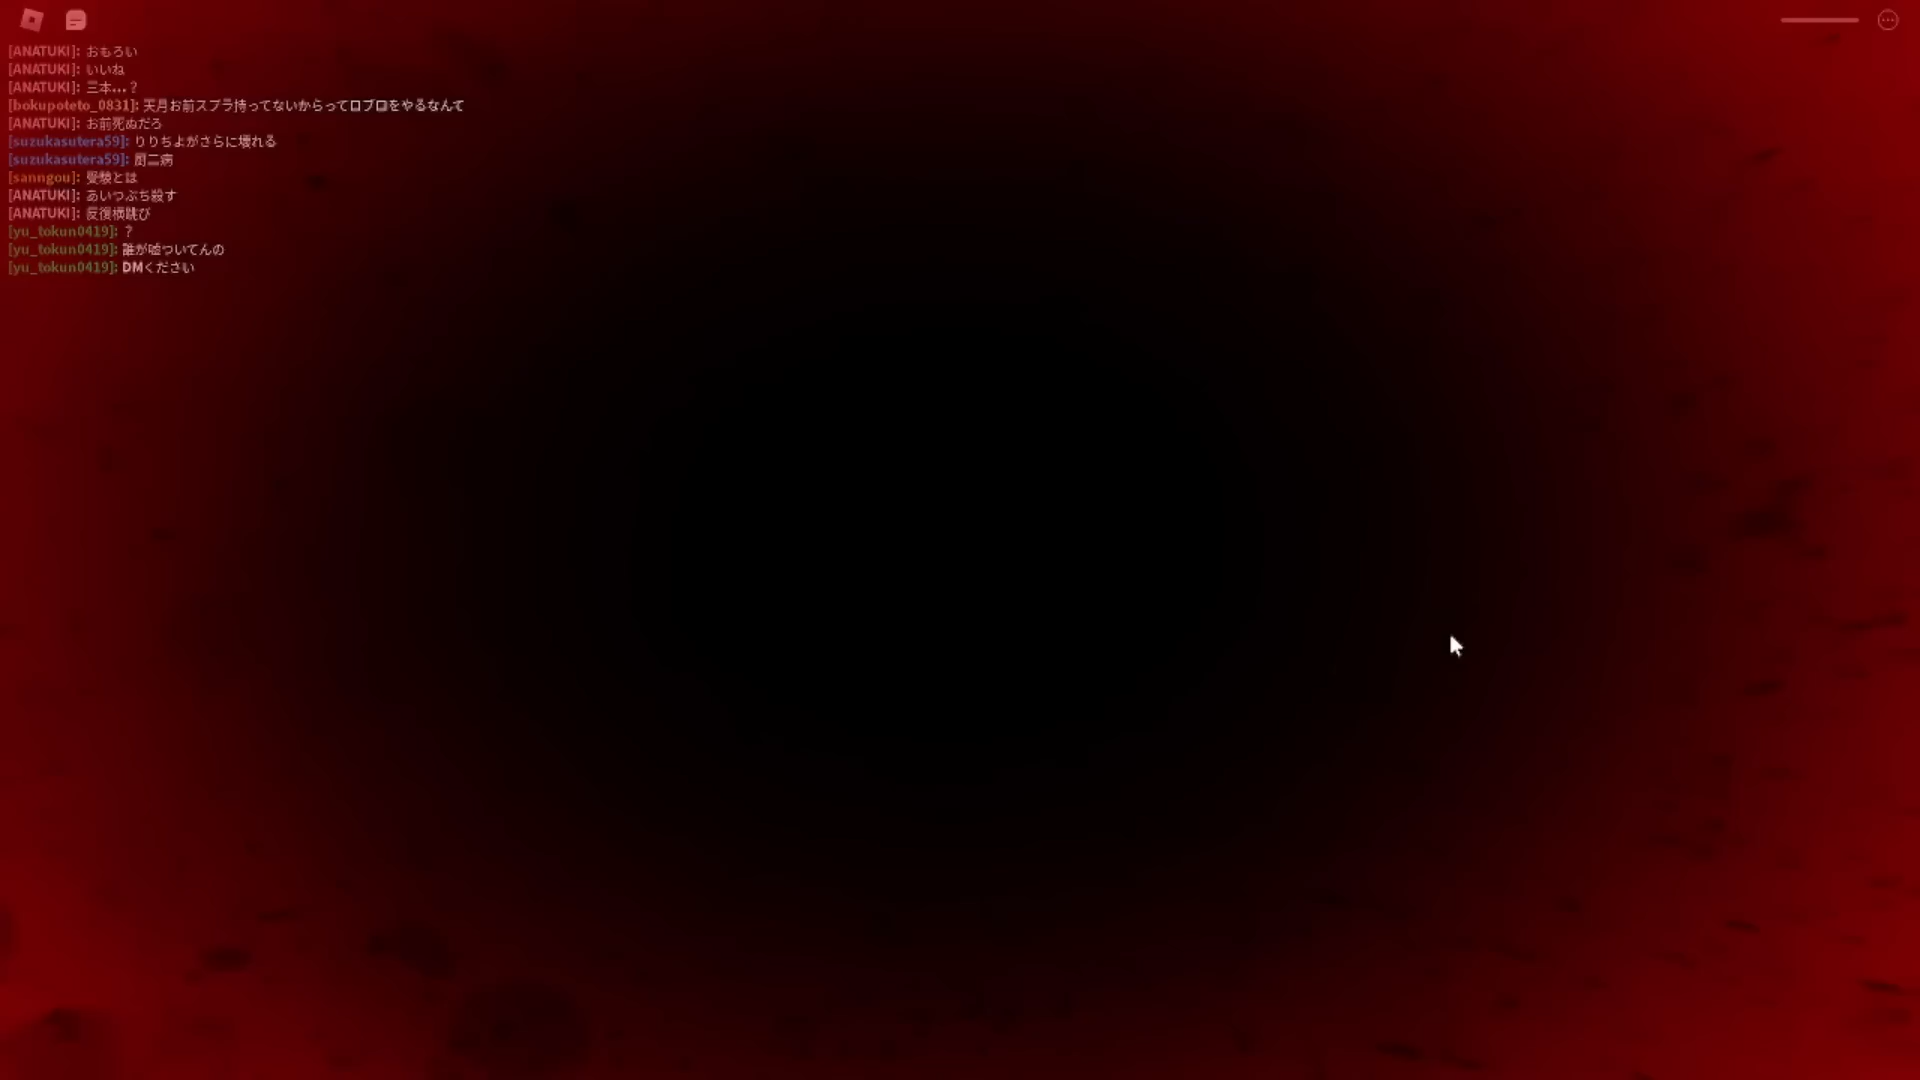 [ANATUKI]: おもろい
[ANATUKI]: いいね
[ANATUKI]: 三本...？
[bokupoteto_0831]: 天月お前スプラ持ってないからってロブロをやるなんて
[ANATUKI]: お前死ぬだろ
[suzukasutera59]: りりちよがさらに壊れる
[suzukasutera59]: 厨二病
[sanngou]: 受験とは
[ANATUKI]: あいつぶち殺す
[ANATUKI]: 反復横跳び
[yu_tokun0419]: ？
[yu_tokun0419]: 誰が嘘ついてんの
[yu_tokun0419]: DMください